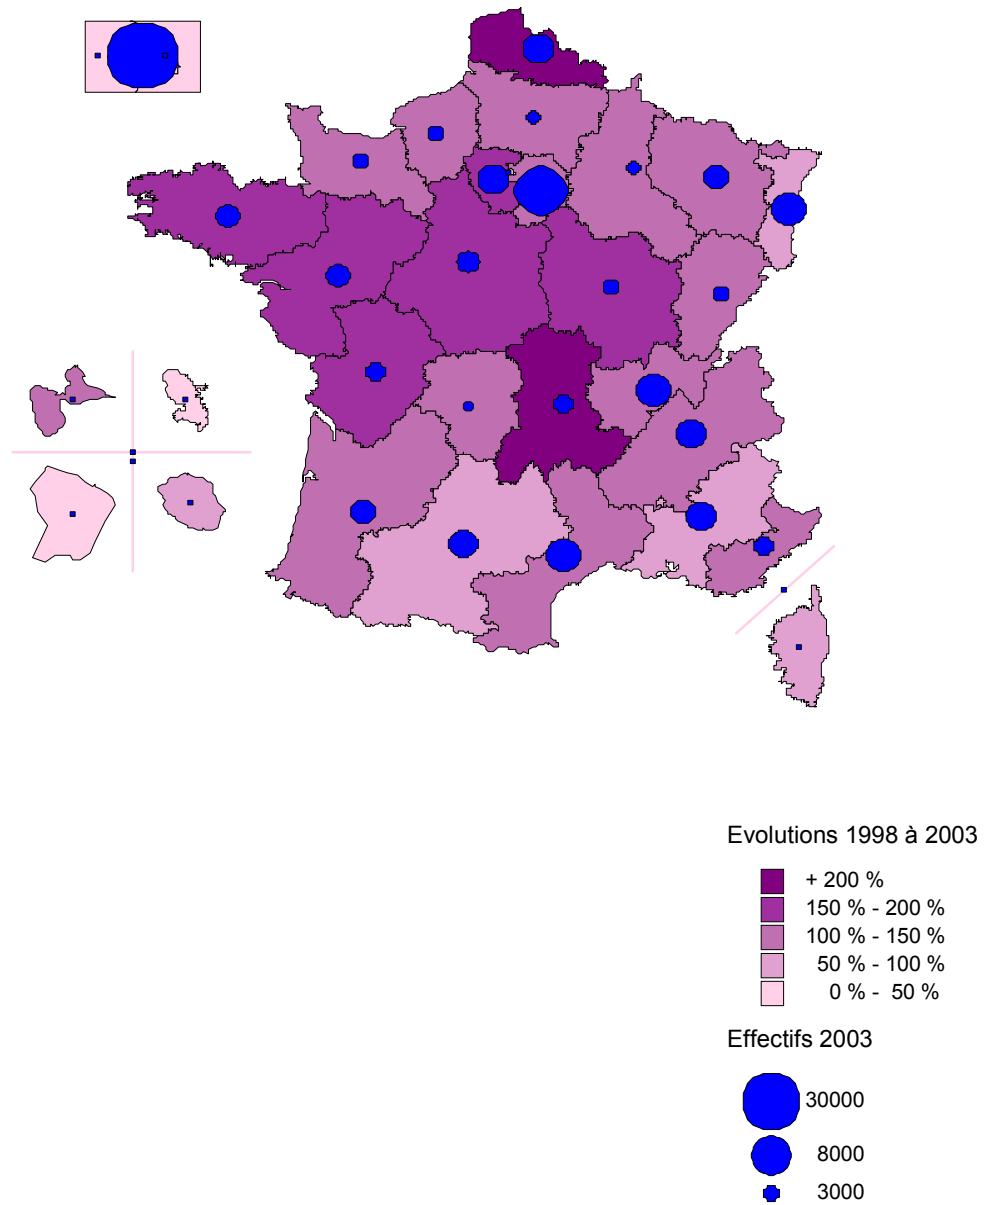 Evolutions 1998 à 2003
+ 200 %
150 % - 200 %
100 % - 150 %
50 % - 100 %
0 % - 50 %
Effectifs 2003
30000
8000
3000